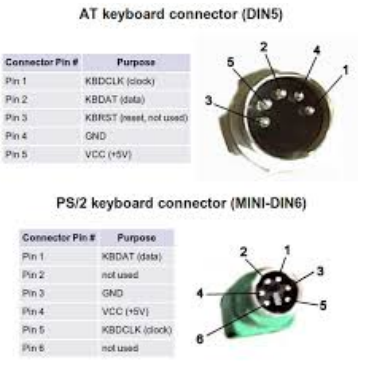 AT keyboard connector (DIN5)
Connector Pin # Purpose
Pin 1 KBDCLK (clock)
Pin 2 KBDAT (data)
Pin 3 KBRST (reset, not used)
Pin 4 GND
Pin 5 VCC (+5V)
2
4
5
1
3
PS/2 keyboard connector (MINI-DIN6)
Connector Pin # Purpose
Pin 1 KBDAT (data)
Pin 2 not used
Pin 3 GND
Pin 4 VCC (+5V)
Pin 5 KBDCLK (clock)
Pin 6 not used
2 1
3
4
5
6